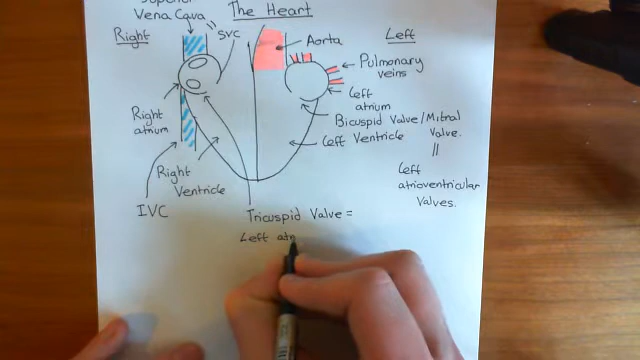 Superior
Vena Cava
The Heart
Right
SVC
Aorta
Left
Pulmonary
veins
Left
atrium
Right
atrium
Bicuspid Valve/Mitral
Valve.
Left Ventricle
=
Left
atrioventricular
Valves.
Right
Ventricle
IVC
Tricuspid Valve =
Left atr